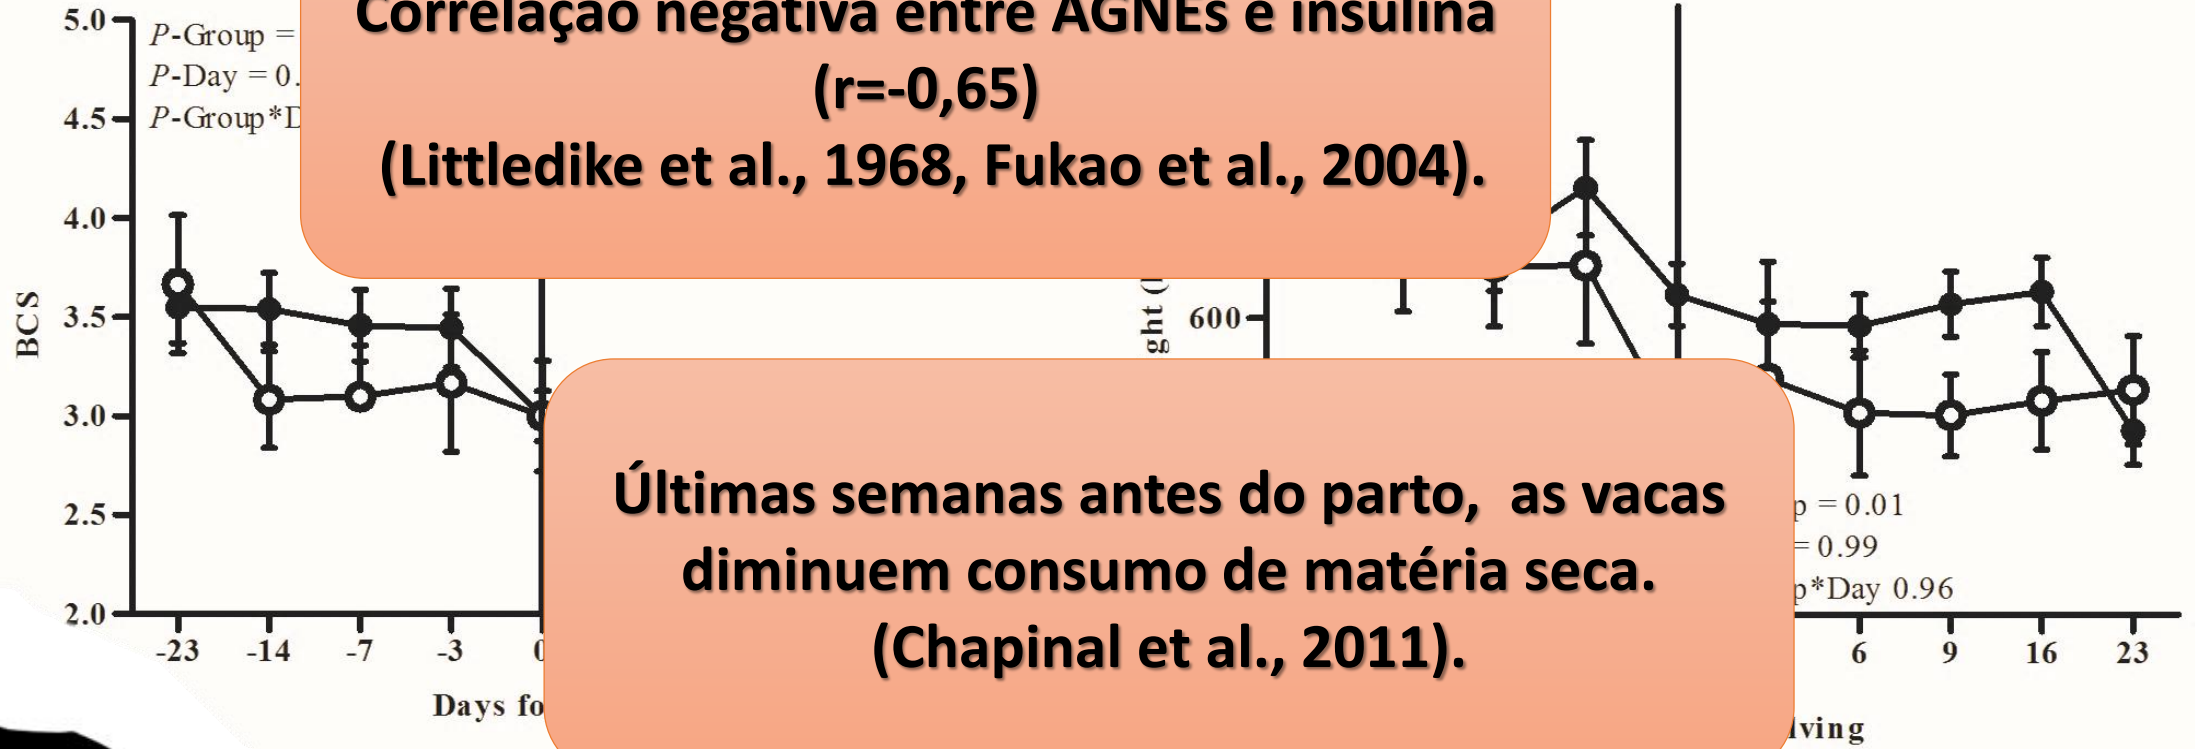 Correlação negativa entre AGNEs e insulina
(r=-0,65)
(Littledike et al., 1968, Fukao et al., 2004).
5.0
4.5
4.0
3.5
3.0
2.5
2.0
BCS
P-Group =
P-Day = 0.
P-Group*D
-23 -14 -7 -3 0
Days fo
600
ght (
Últimas semanas antes do parto, as vacas
diminuem consumo de matéria seca.
(Chapinal et al., 2011).
p = 0.01
= 0.99
p*Day 0.96
6 9 16 23
lving